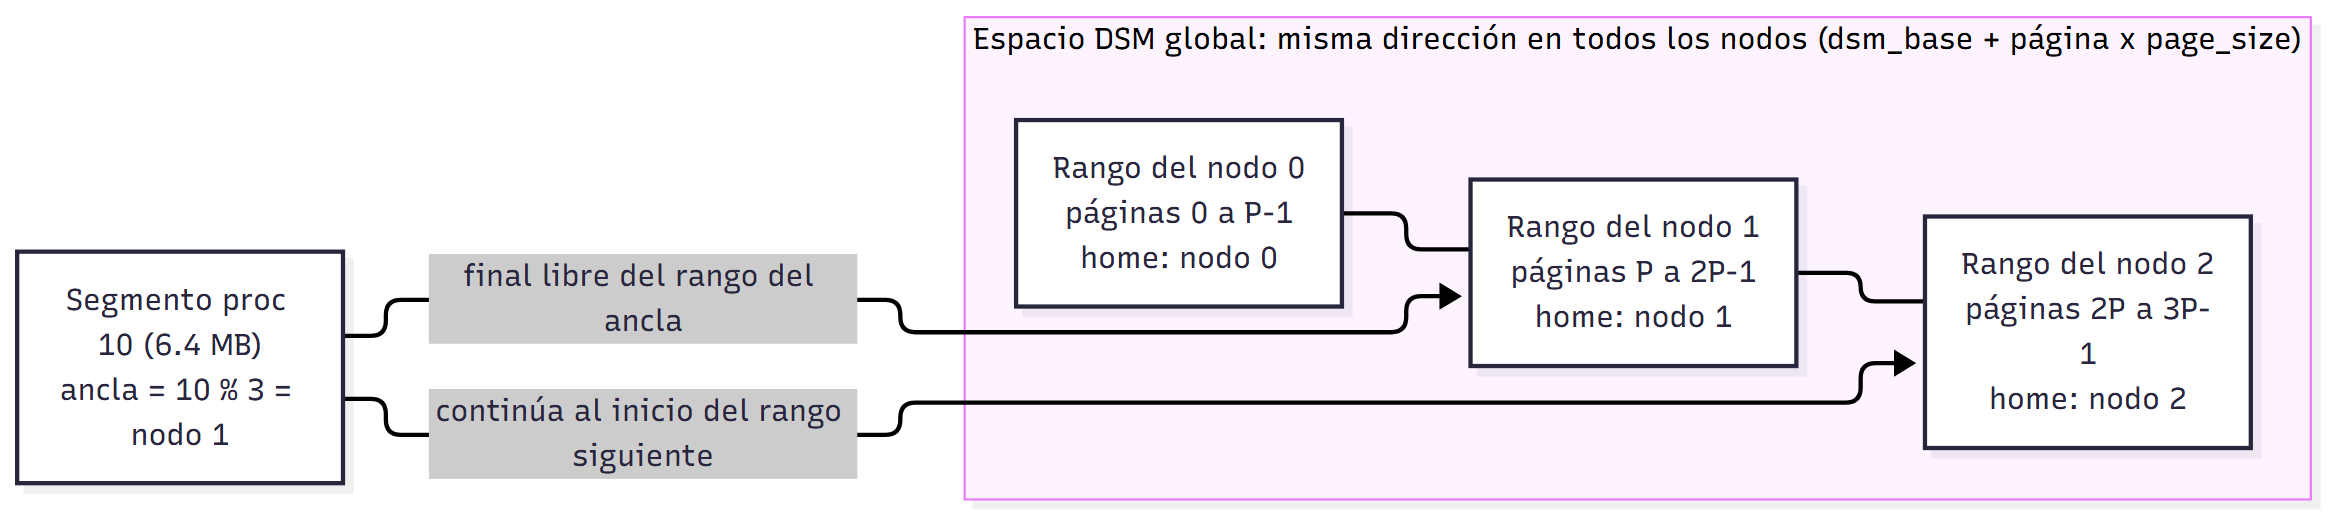 Espacio DSM global: misma dirección en todos los nodos (dsm_base + página x page_size)
Segmento proc
10 (6.4 MB)
ancla = 10 % 3 =
nodo 1
final libre del rango del
ancla
continúa al inicio del rango
siguiente
Rango del nodo 0
páginas 0 a P-1
home: nodo 0
Rango del nodo 1
páginas P a 2P-1
home: nodo 1
Rango del nodo 2
páginas 2P a 3P-
1
home: nodo 2